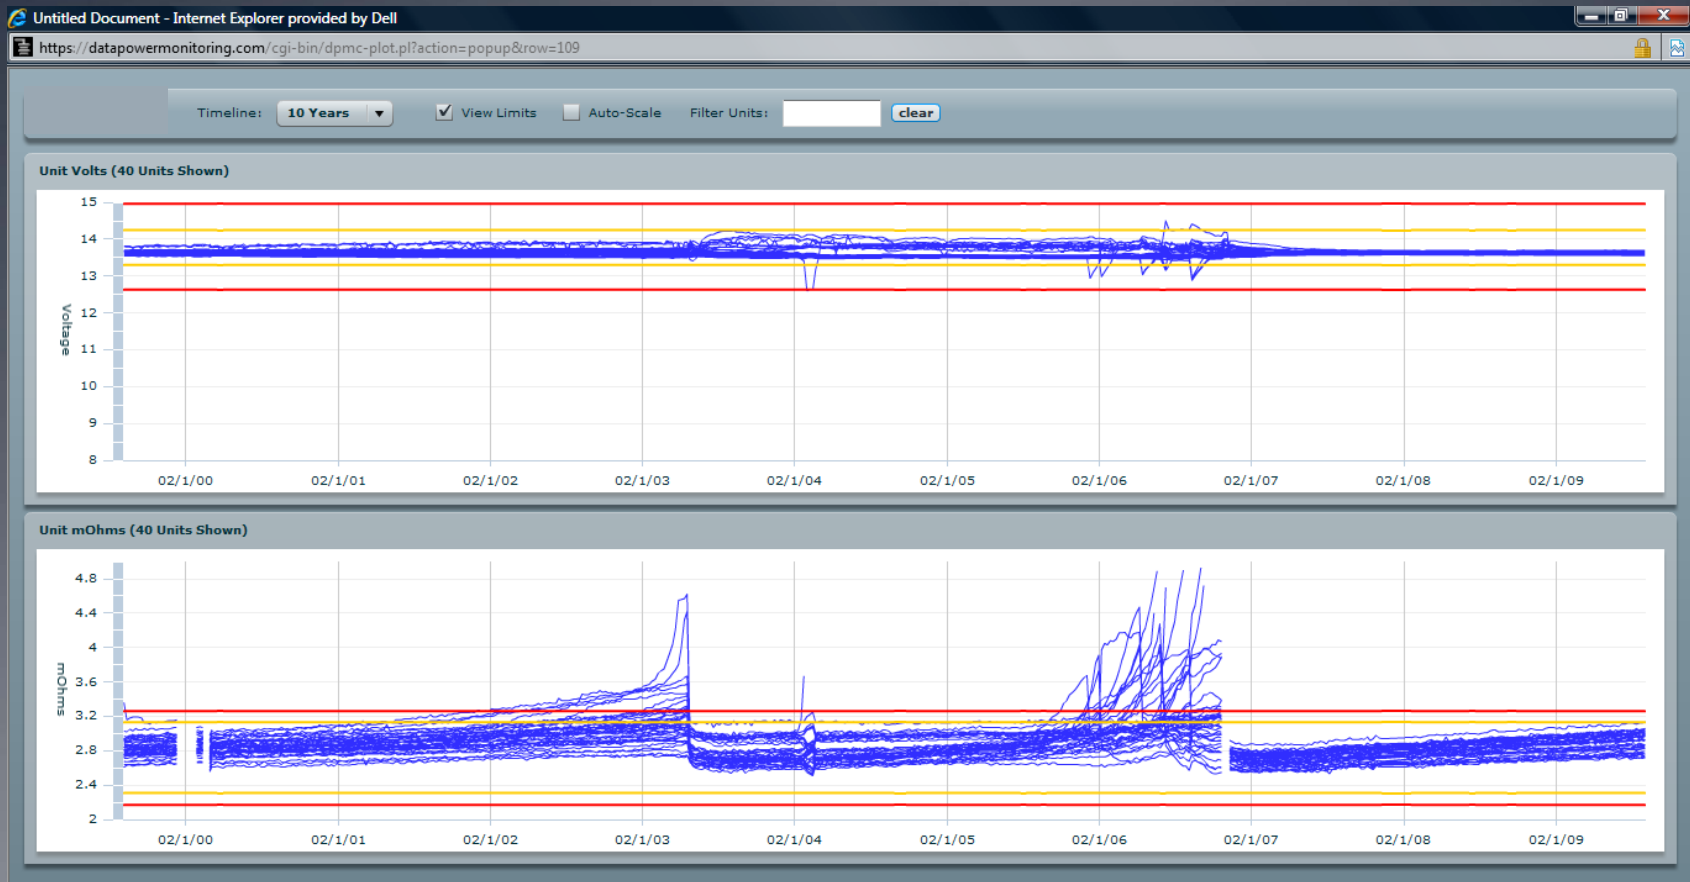 Untitled Document - Internet Explorer provided by Dell
https://datapowermonitoring.com/cgi-bin/dpmc-plot.pl?action=popup&row=109
Timeline: 10 Years View Limits Auto-Scale Filter Units: clear
Unit Volts (40 Units Shown)
15
14
13
12
11
10
9
8
Voltage
02/1/00 02/1/01 02/1/02 02/1/03 02/1/04 02/1/05 02/1/06 02/1/07 02/1/08 02/1/09
Unit mOhms (40 Units Shown)
4.8
4.4
4
3.6
3.2
2.8
2.4
2
mOhms
02/1/00 02/1/01 02/1/02 02/1/03 02/1/04 02/1/05 02/1/06 02/1/07 02/1/08 02/1/09